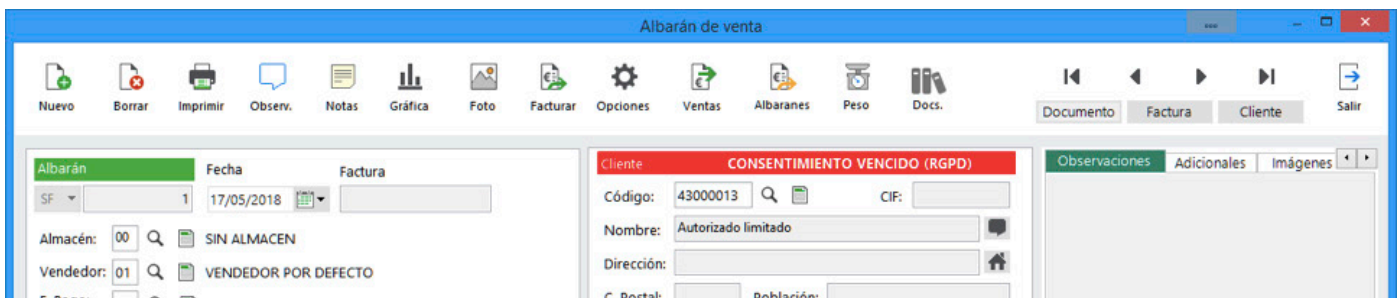 Albarán de venta
Nuevo Borrar Imprimir Observ. Notas Gráfica Foto Facturar Opciones Ventas Albaranes Peso Docs. Salir
Documento Factura Cliente
Albarán Fecha Factura
SF 1 17/05/2018
Almacén: 00 SIN ALMACEN
Vendedor: 01 VENDEDOR POR DEFECTO
Cliente CONSENTIMIENTO VENCIDO (RGPD)
Código: 43000013 CIF:
Nombre: Autorizado limitado
Dirección:
C. Postal: Población:
Observaciones Adicionales Imágenes